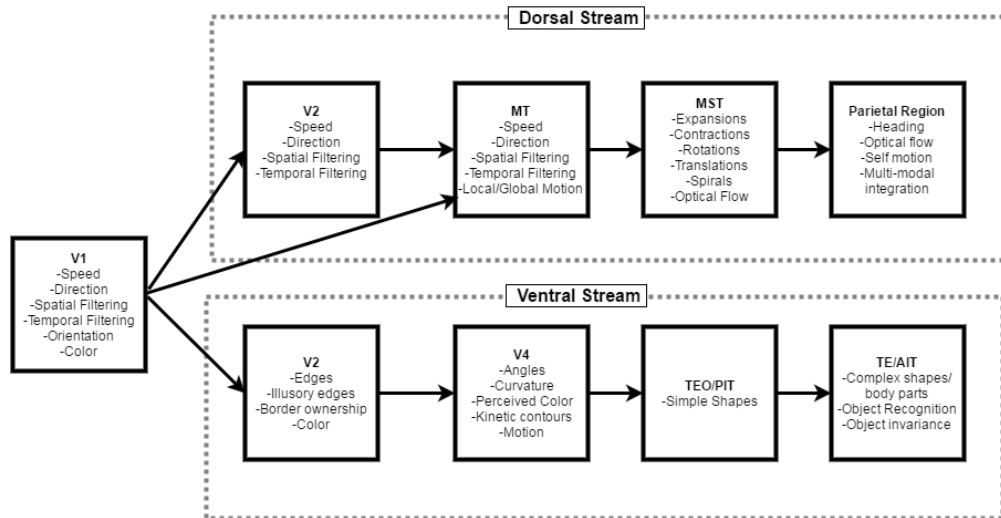 Dorsal Stream
V2
-Speed
-Direction
-Spatial Filtering
-Temporal Filtering
MT
-Speed
-Direction
-Spatial Filtering
-Temporal Filtering
-Local/Global Motion
MST
-Expansions
-Contractions
-Rotations
-Translations
-Spirals
-Optical Flow
Parietal Region
-Heading
-Optical flow
-Self motion
-Multi-modal
integration
V1
-Speed
-Direction
-Spatial Filtering
-Temporal Filtering
-Orientation
-Color
Ventral Stream
V2
-Edges
-Illusory edges
-Border ownership
-Color
V4
-Angles
-Curvature
-Perceived Color
-Kinetic contours
-Motion
TEO/PIT
-Simple Shapes
TE/AIT
-Complex shapes/
body parts
-Object Recognition
-Object invariance